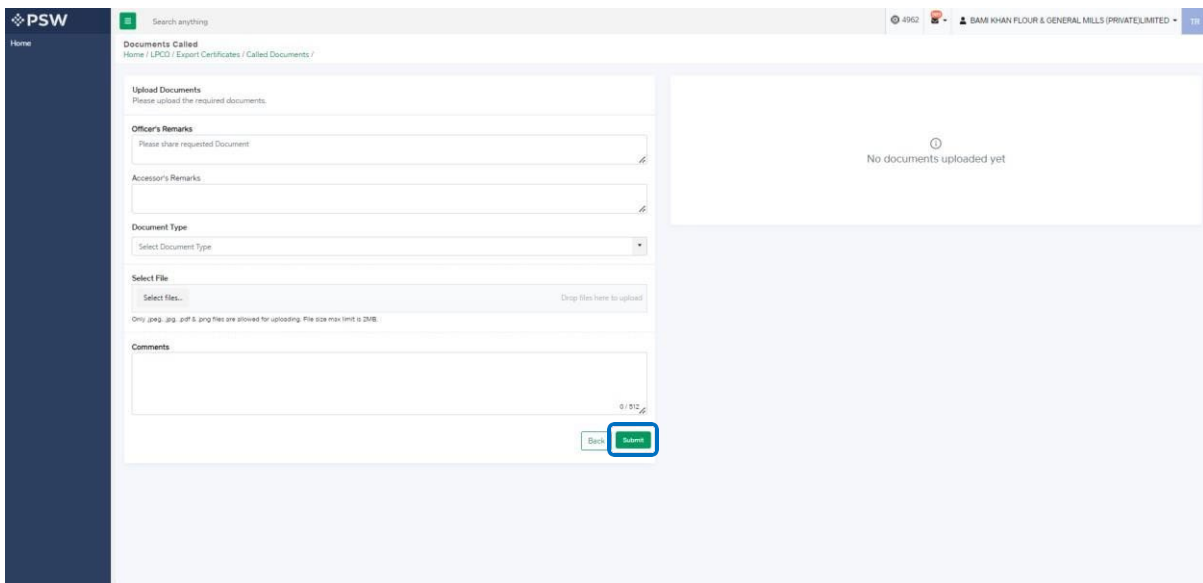 PSW
Search anything
4962
BAMI KHAN FLOUR & GENERAL MILLS (PRIVATE)LIMITED
TR
Home
Documents Called
Home / LPCO / Export Certificates / Called Documents /
Upload Documents
Please upload the required documents.
Officer's Remarks
Please share requested Document
Accessor's Remarks
Document Type
Select Document Type
Select File
Select files...
Drop files here to upload
Only .jpeg, .jpg, .pdf & .png files are allowed for uploading. File size max limit is 2MB.
Comments
0 / 512
Back
Submit
No documents uploaded yet